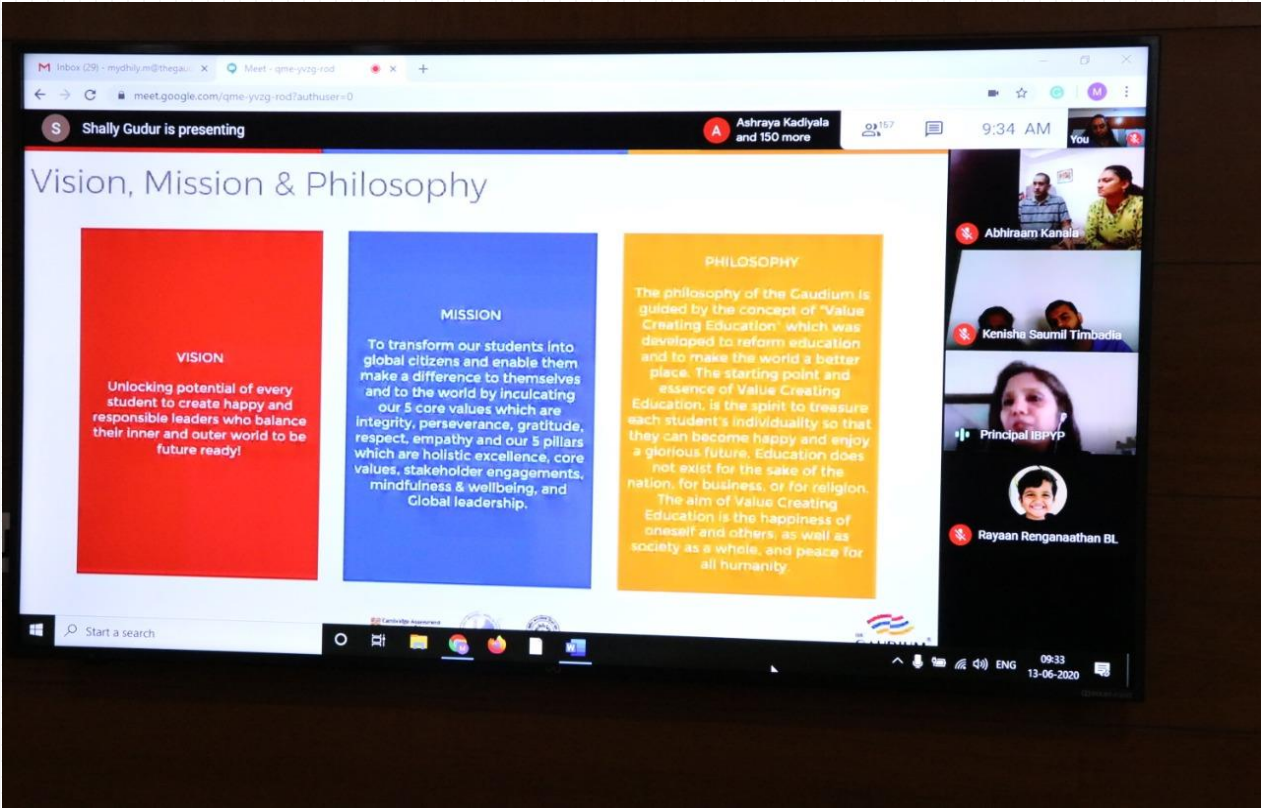 Inbox (29) - mydhily.m@thegau
Meet - qme-yvzg-rod
meet.google.com/qme-yvzg-rod?authuser=0
M
S
Shally Gudur is presenting
A
Ashraya Kadiyala
and 150 more
157
9:34 AM
You
Vision, Mission & Philosophy
VISION
Unlocking potential of every
student to create happy and
responsible leaders who balance
their inner and outer world to be
future ready!
MISSION
To transform our students into
global citizens and enable them
make a difference to themselves
and to the world by inculcating
our 5 core values which are
integrity, perseverance, gratitude,
respect, empathy and our 5 pillars
which are holistic excellence, core
values, stakeholder engagements,
mindfulness & wellbeing, and
Global leadership.
PHILOSOPHY
The philosophy of the Gaudium is
guided by the concept of "Value
Creating Education" which was
developed to reform education
and to make the world a better
place. The starting point and
essence of Value Creating
Education, is the spirit to treasure
each student's individuality so that
they can become happy and enjoy
a glorious future. Education does
not exist for the sake of the
nation, for business, or for religion.
The aim of Value Creating
Education is the happiness of
oneself and others, as well as
society as a whole, and peace for
all humanity.
Abhiraam Kanala
Kenisha Saumil Timbadia
Principal IBPYP
Rayaan Renganaathan BL
Cambridge Assessment
Start a search
ENG
09:33
13-06-2020